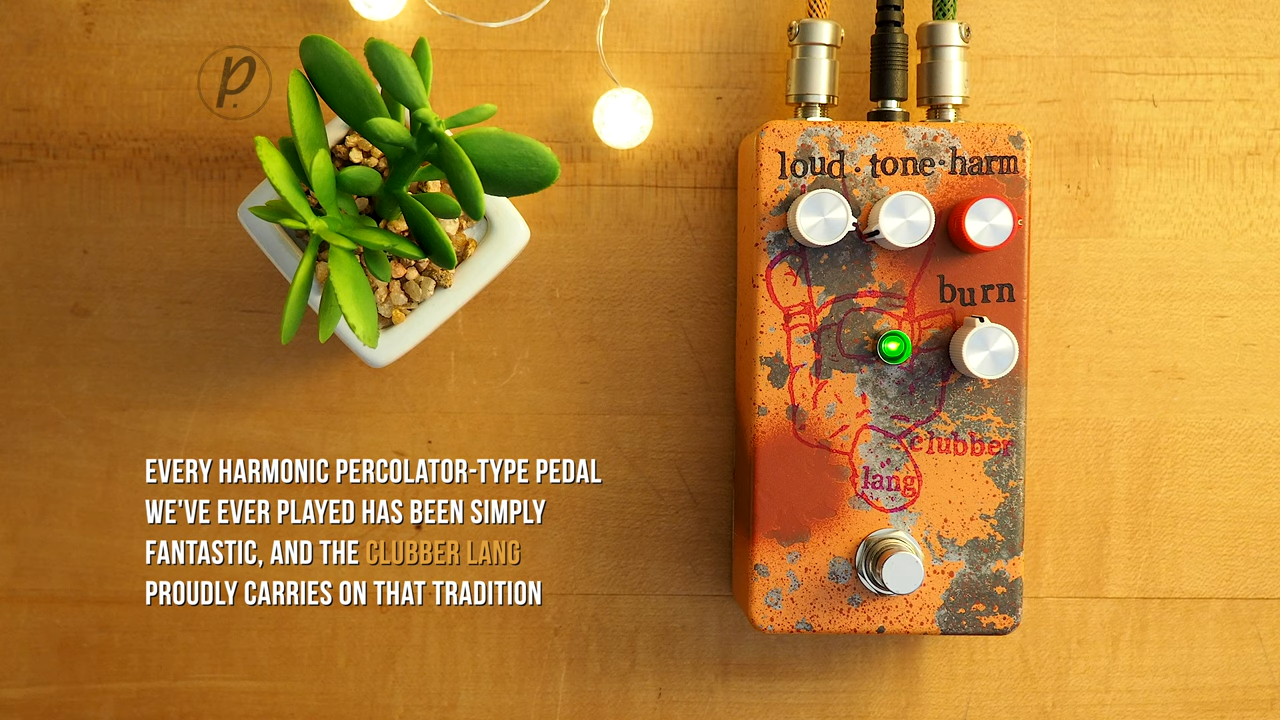 p.
loud . tone · harm
burn
clubber
lang
EVERY HARMONIC PERCOLATOR-TYPE PEDAL
WE'VE EVER PLAYED HAS BEEN SIMPLY
FANTASTIC, AND THE CLUBBER LANG
PROUDLY CARRIES ON THAT TRADITION